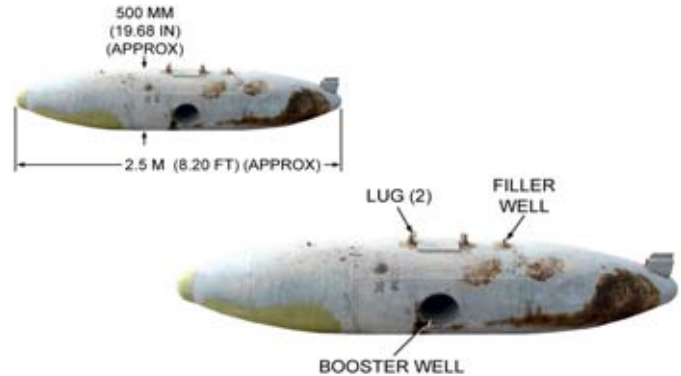 500 MM
(19.68 IN)
(APPROX)
2.5 M (8.20 FT) (APPROX)
LUG (2)
FILLER
WELL
BOOSTER WELL